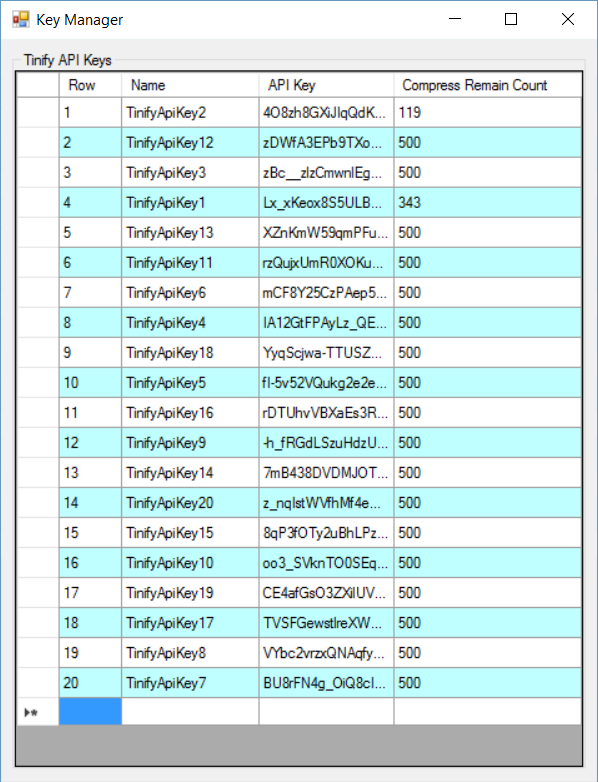 Key Manager
Tinify API Keys
Row Name API Key Compress Remain Count
1 TinifyApiKey2 4O8zh8GXiJlqQdK... 119
2 TinifyApiKey12 zDWfA3EPb9TXo... 500
3 TinifyApiKey3 zBc__zIzCmwnIEg... 500
4 TinifyApiKey1 Lx_xKeox8S5ULB... 343
5 TinifyApiKey13 XZnKmW59qmPFu... 500
6 TinifyApiKey11 rzQujxUmR0XOKu... 500
7 TinifyApiKey6 mCF8Y25CzPAep5... 500
8 TinifyApiKey4 IA12GtFPAyLz_QE... 500
9 TinifyApiKey18 YyqScjwa-TTUSZ... 500
10 TinifyApiKey5 fI-5v52VQukg2e2e... 500
11 TinifyApiKey16 rDTUhvVBXaEs3R... 500
12 TinifyApiKey9 -h_fRGdLSzuHdzU... 500
13 TinifyApiKey14 7mB438DVDMJOT... 500
14 TinifyApiKey20 z_nqIstWVfhMf4e... 500
15 TinifyApiKey15 8qP3fOTy2uBhLPz... 500
16 TinifyApiKey10 oo3_SVknTO0SEq... 500
17 TinifyApiKey19 CE4afGsO3ZXiIUV... 500
18 TinifyApiKey17 TVSFGewstIreXW... 500
19 TinifyApiKey8 VYbc2vrzxQNAqfy... 500
20 TinifyApiKey7 BU8rFN4g_OiQ8cI... 500